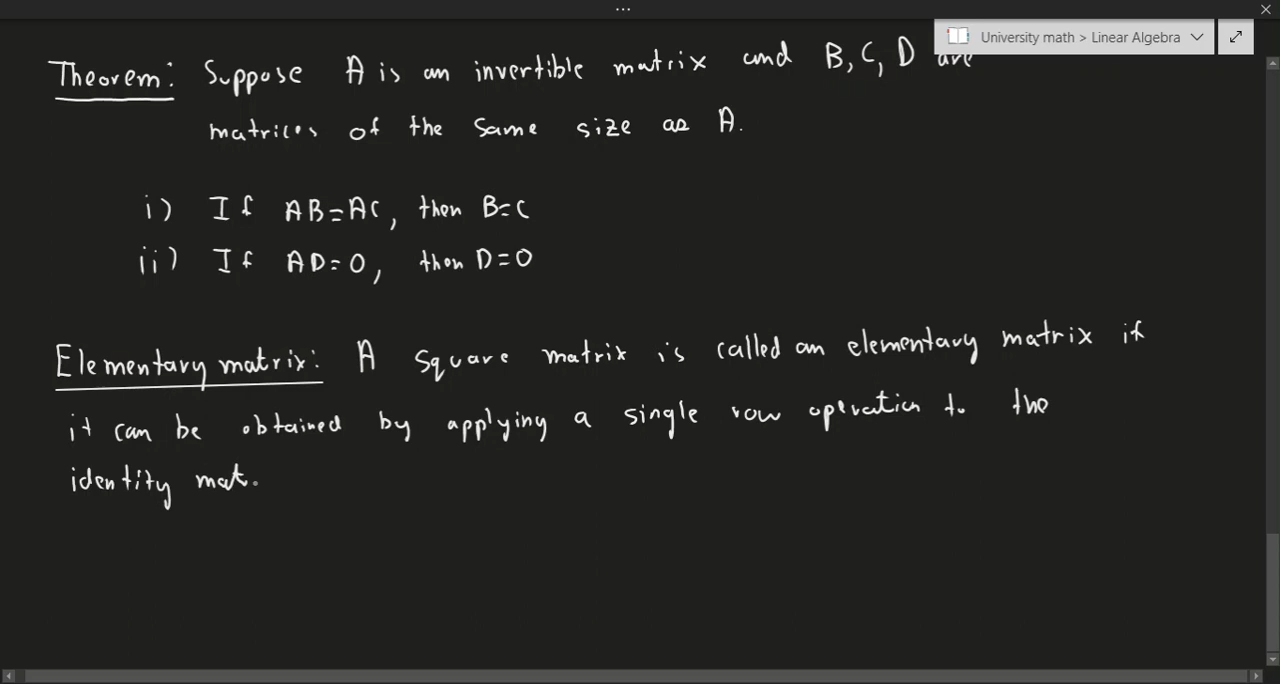 ...
University math > Linear Algebra
Theorem: Suppose A is an invertible matrix and B, C, D are
matrices of the same size as A.
i) If AB=AC, then B=C
ii) If AD=0, then D=0
Elementary matrix: A square matrix is called an elementary matrix if
it can be obtained by applying a single row operation to the
identity mat.